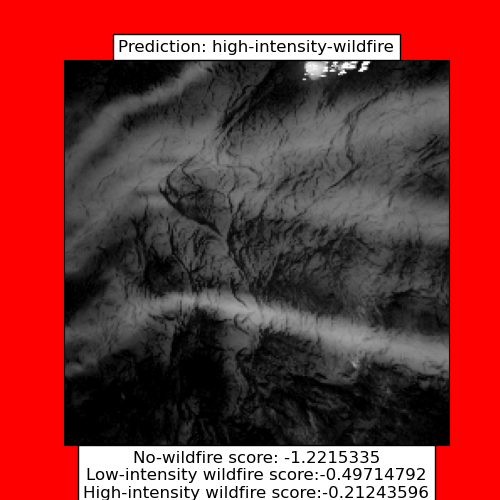 Prediction: high-intensity-wildfire
No-wildfire score: -1.2215335
Low-intensity wildfire score:-0.49714792
High-intensity wildfire score:-0.21243596